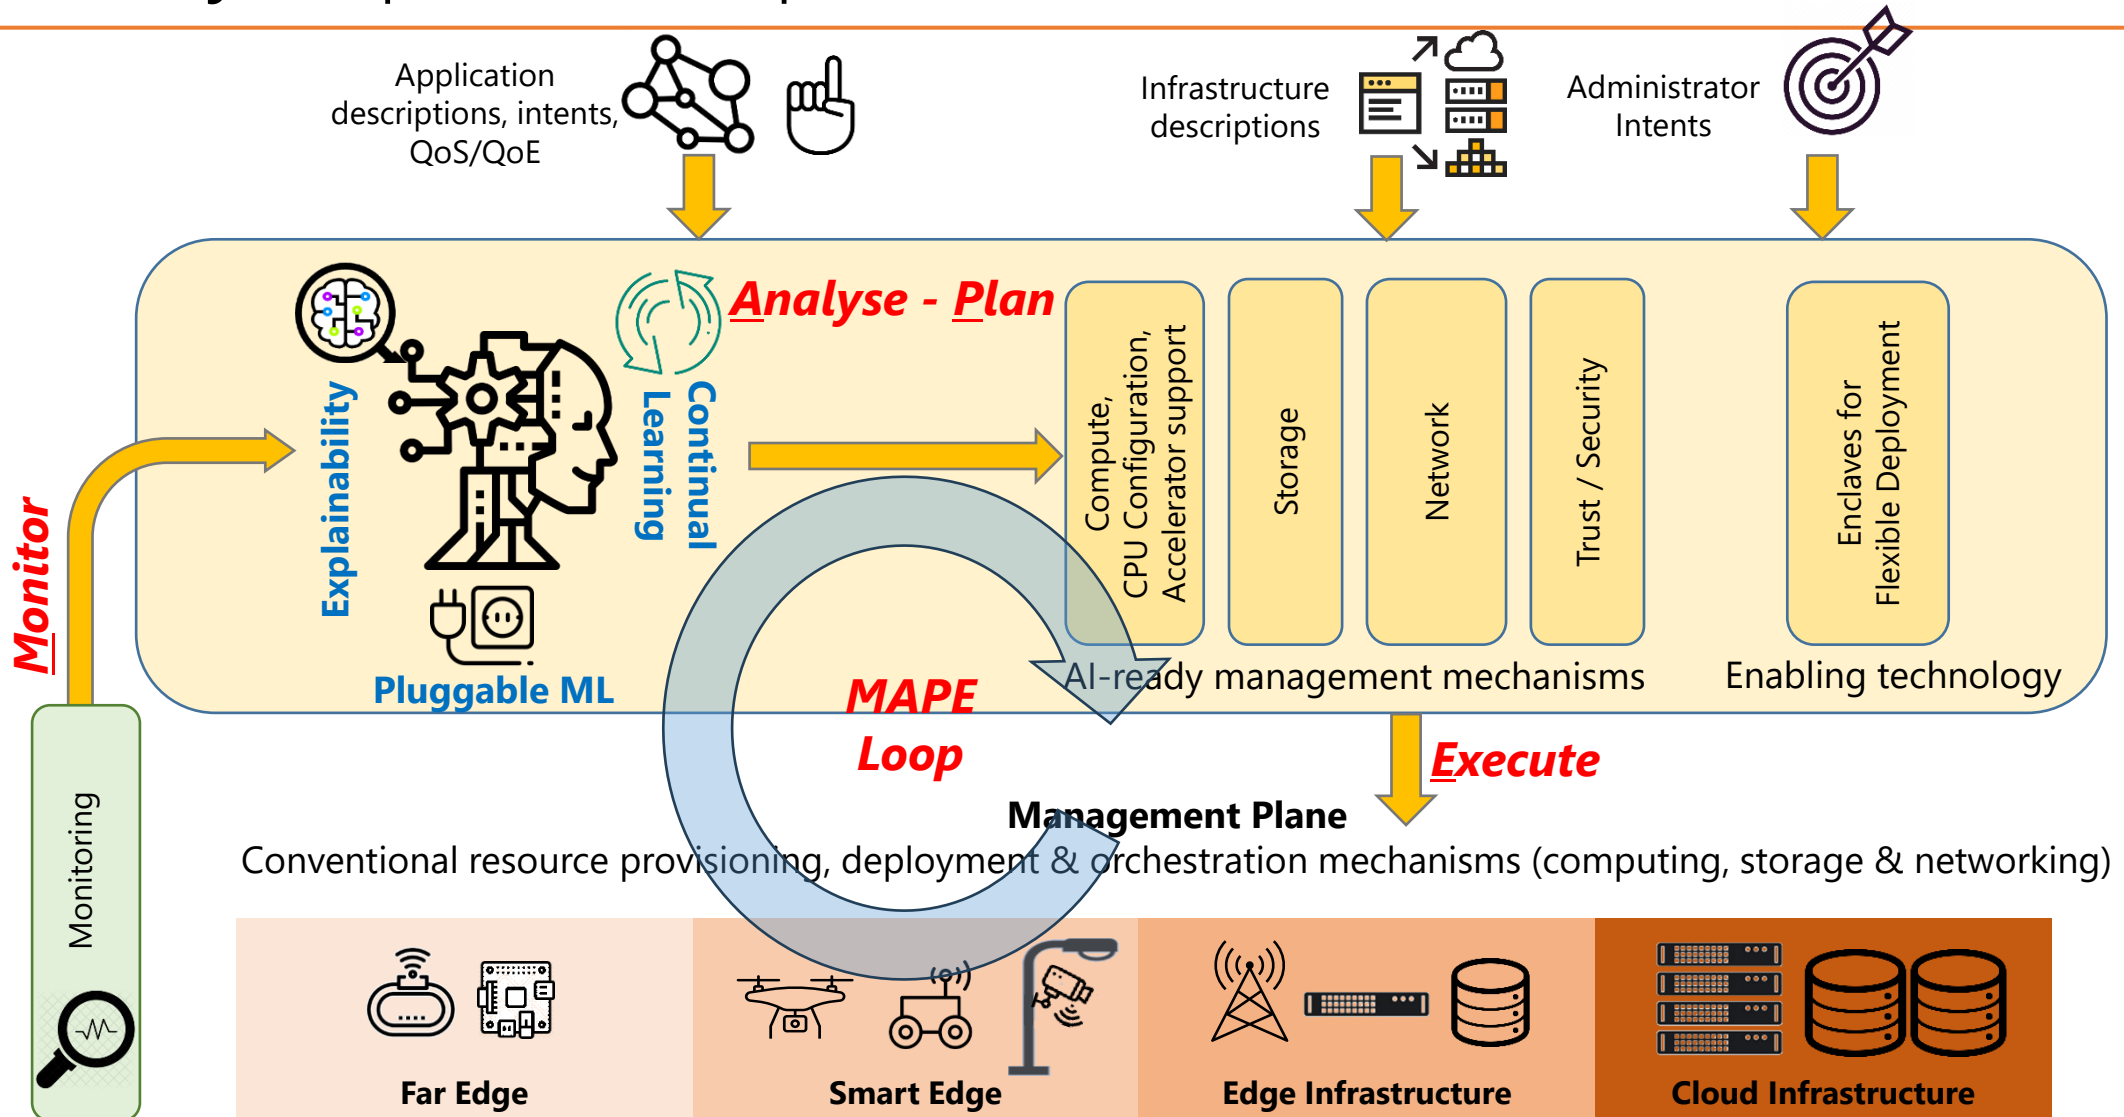 Application
descriptions, intents,
QoS/QoE
Infrastructure
descriptions
Administrator
Intents
Analyse - Plan
Explainability
Continual
Learning
Pluggable ML
Compute,
CPU Configuration,
Accelerator support
Storage
Network
Trust / Security
Enclaves for
Flexible Deployment
AI-ready management mechanisms
Enabling technology
Monitor
MAPE
Loop
Execute
Monitoring
Management Plane
Conventional resource provisioning, deployment & orchestration mechanisms (computing, storage & networking)
Far Edge
Smart Edge
Edge Infrastructure
Cloud Infrastructure